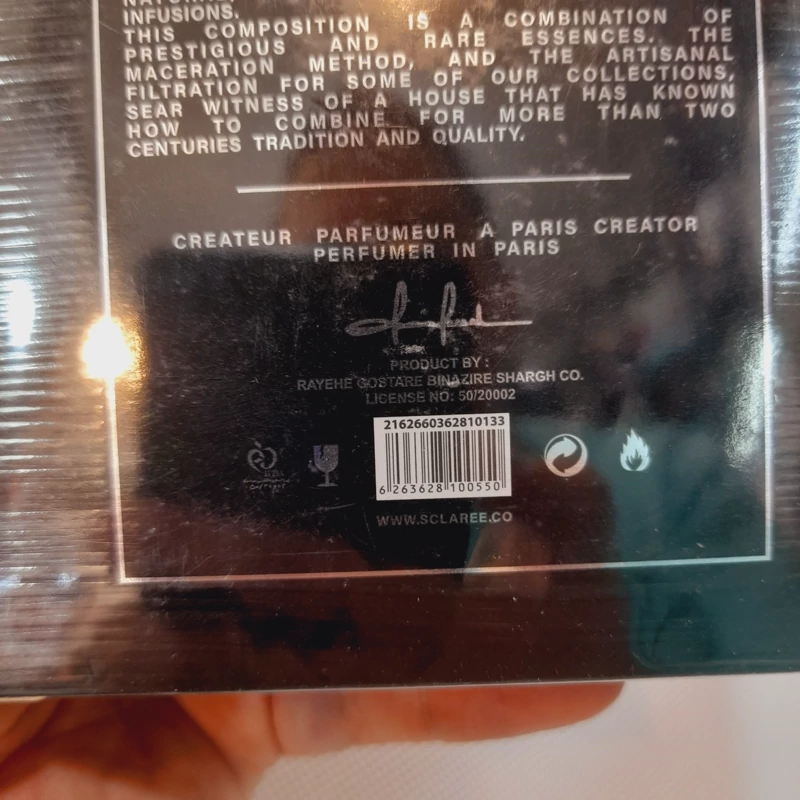 INFUSIONS.
THIS COMPOSITION IS A COMBINATION OF
PRESTIGIOUS AND RARE ESSENCES. THE
MACERATION METHOD, AND THE ARTISANAL
FILTRATION FOR SOME OF OUR COLLECTIONS,
SEAR WITNESS OF A HOUSE THAT HAS KNOWN
HOW TO COMBINE FOR MORE THAN TWO
CENTURIES TRADITION AND QUALITY.
CREATEUR PARFUMEUR A PARIS CREATOR
PERFUMER IN PARIS
PRODUCT BY :
RAYEHE GOSTARE BINAZIRE SHARGH CO.
LICENSE NO: 50/20002
2162660362810133
6 263628 100550
WWW.SCLAREE.CO